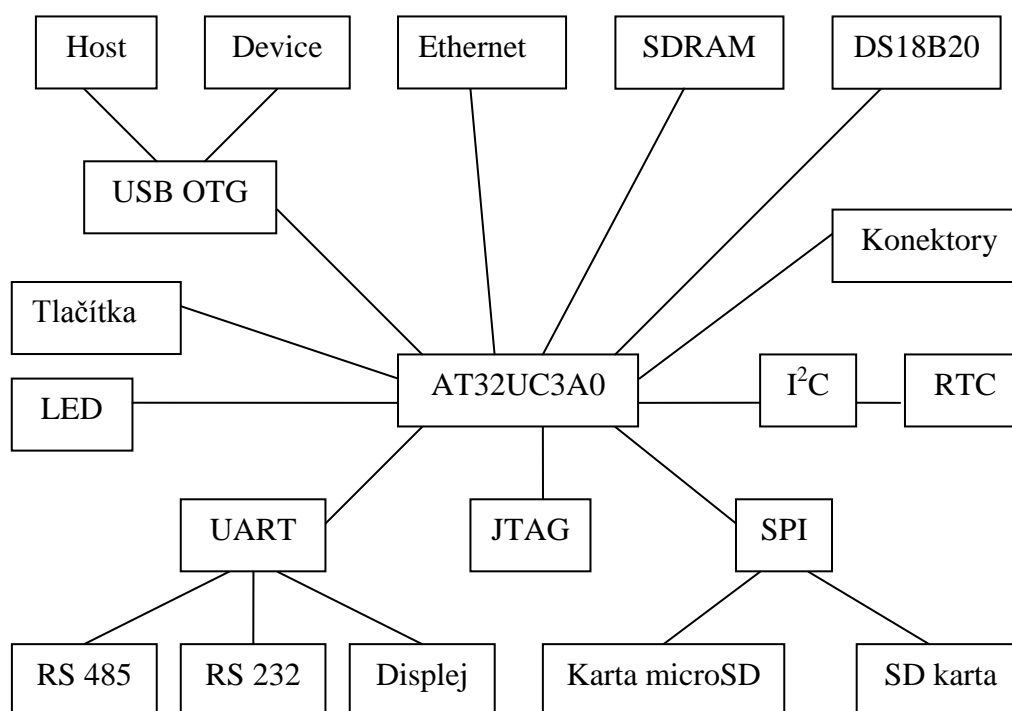 Host
Device
Ethernet
SDRAM
DS18B20
USB OTG
Konektory
Tlačítka
AT32UC3A0
I²C
RTC
LED
UART
JTAG
SPI
RS 485
RS 232
Displej
Karta microSD
SD karta